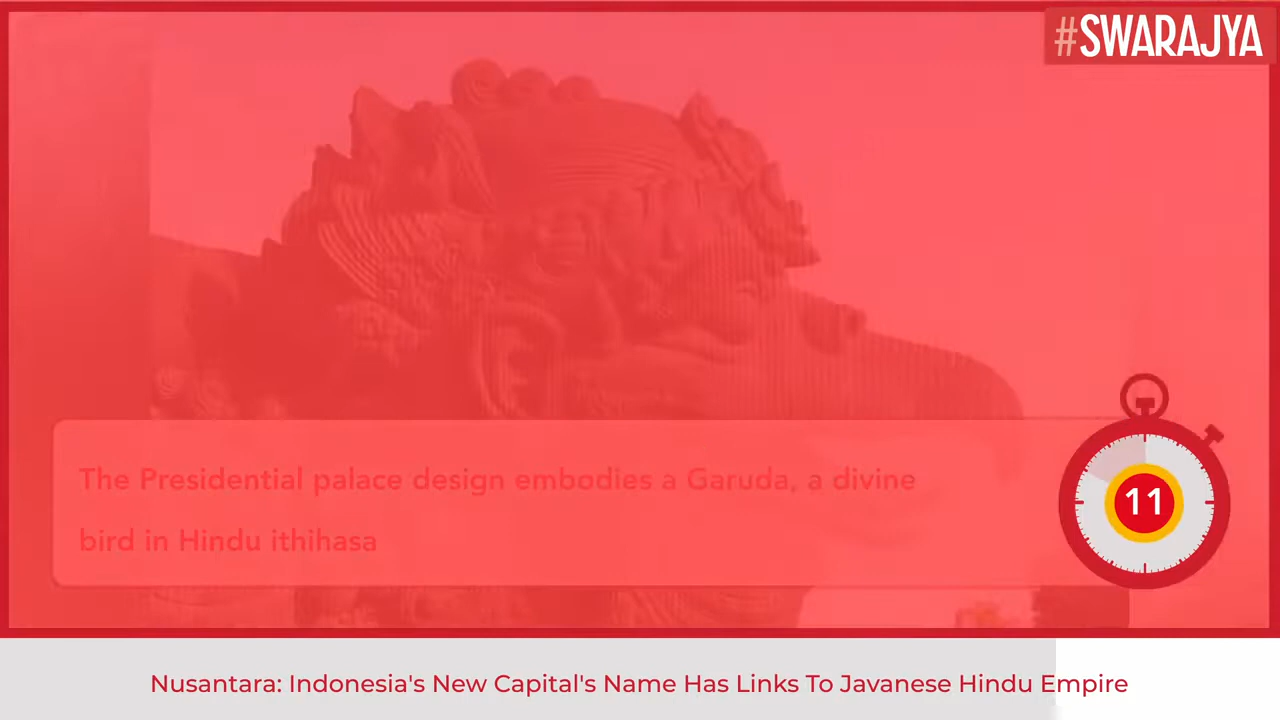 #SWARAJYA
The Presidential palace design embodies a Garuda, a divine
bird in Hindu ithihasa
11
Nusantara: Indonesia's New Capital's Name Has Links To Javanese Hindu Empire